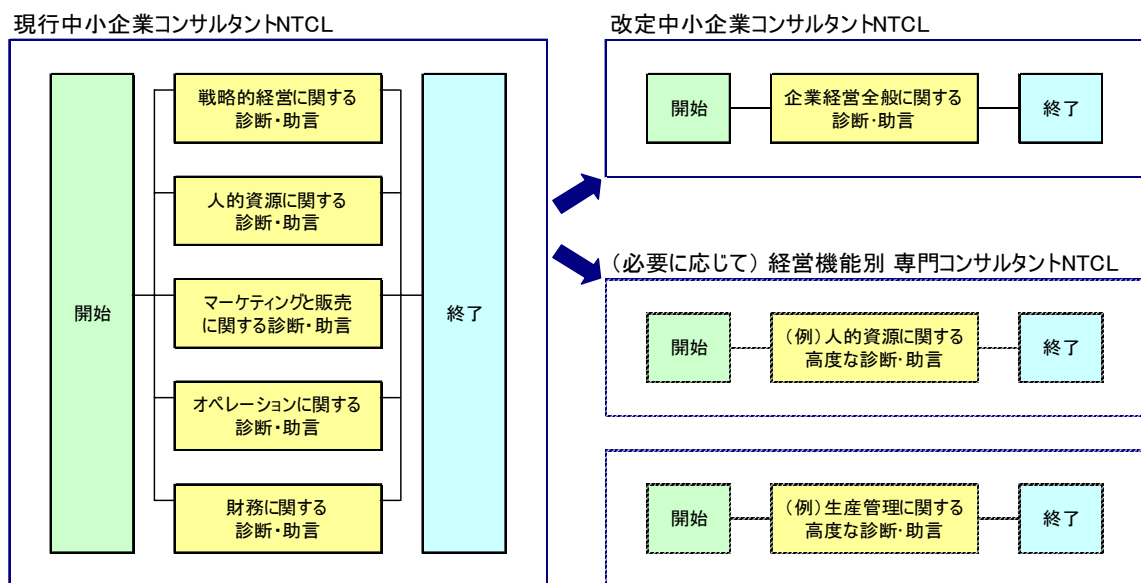 現行中小企業コンサルタントNTCL
開始
戦略的経営に関する
診断・助言
人的資源に関する
診断・助言
マーケティングと販売
に関する診断・助言
オペレーションに関する
診断・助言
財務に関する
診断・助言
終了
改定中小企業コンサルタントNTCL
開始
企業経営全般に関する
診断・助言
終了
(必要に応じて) 経営機能別 専門コンサルタントNTCL
開始
(例)人的資源に関する
高度な診断・助言
終了
開始
(例)生産管理に関する
高度な診断・助言
終了